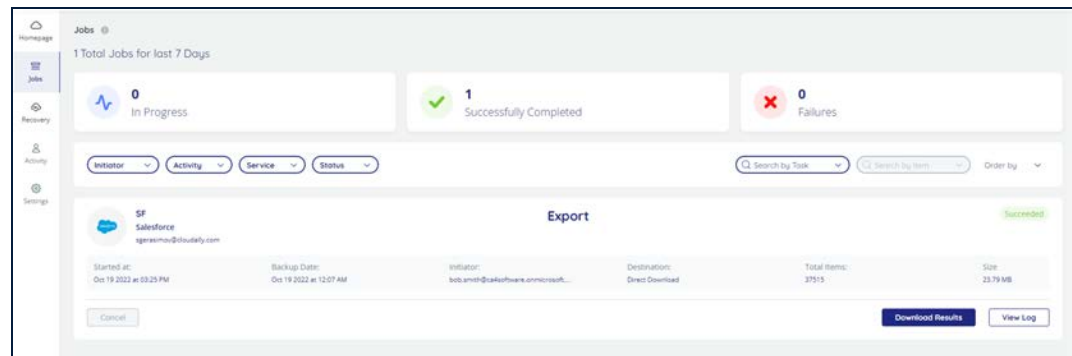 Homepage
Jobs
Recovery
Activity
Settings
Jobs
1 Total Jobs for last 7 Days
0
In Progress
1
Successfully Completed
0
Failures
Initiator
Activity
Service
Status
Search by Task
Search by Item
Order by
SF
Salesforce
sgerasimov@cloudally.com
Export
Succeeded
Started at:
Oct 19 2022 at 03:25 PM
Backup Date:
Oct 19 2022 at 12:07 AM
Initiator:
bob.smith@ca4software.onmicrosoft....
Destination:
Direct Download
Total Items:
37515
Size
23.79 MB
Cancel
Download Results
View Log